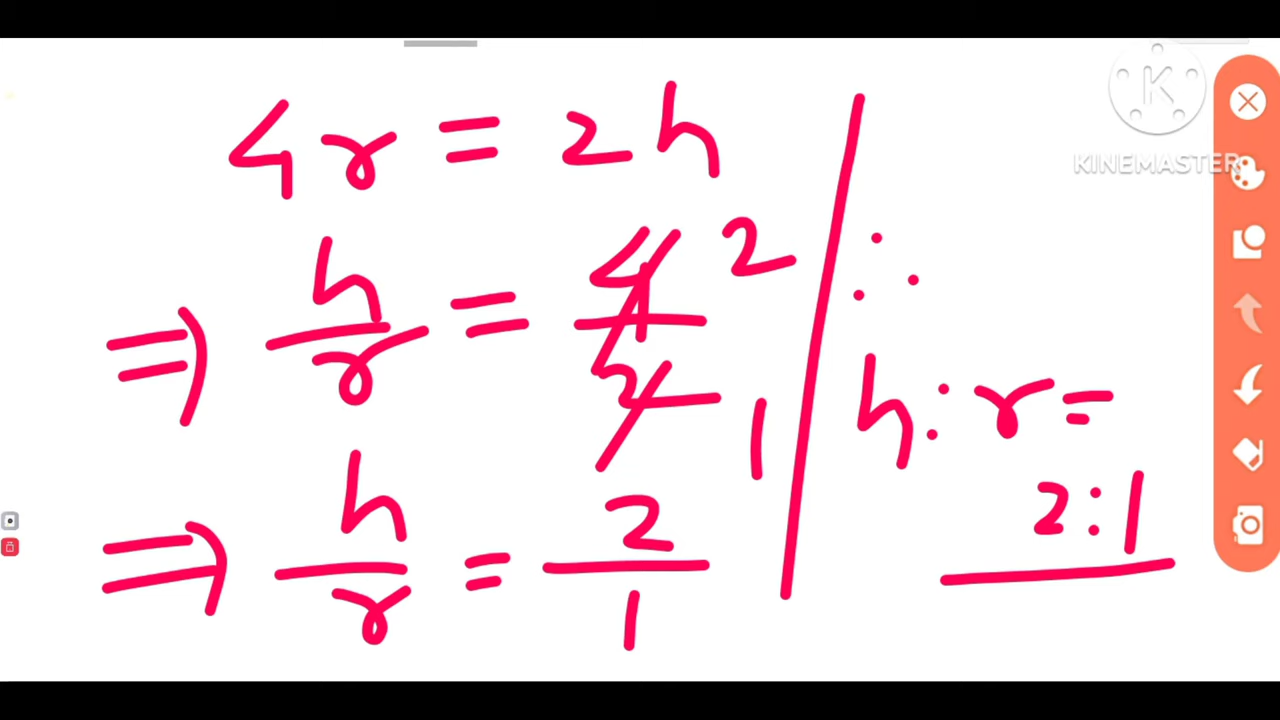 4r = 2h
⇒ h/r = 4/2 2 1
⇒ h/r = 2/1
∴
h : r =
2 : 1
KINEMASTER